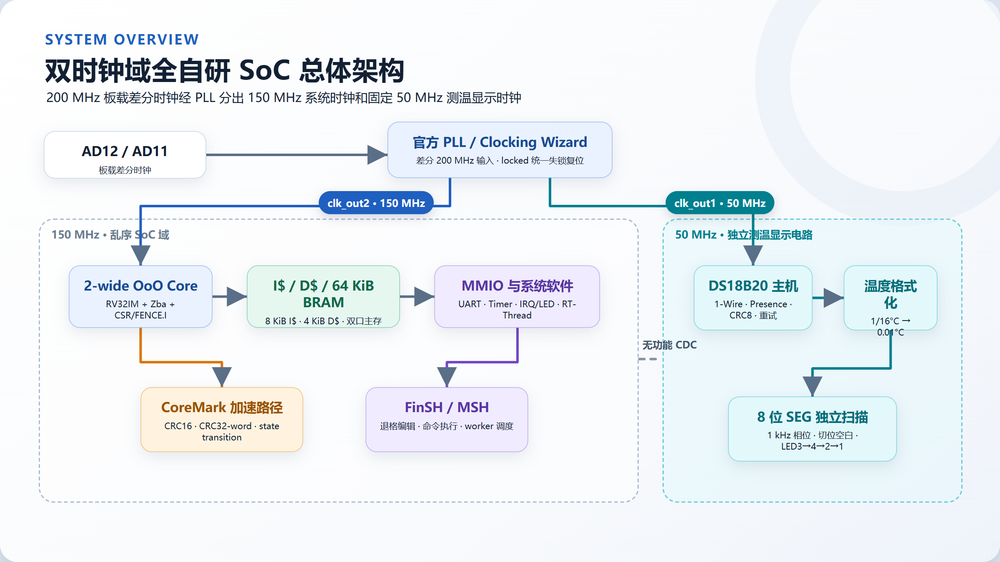 SYSTEM OVERVIEW
双时钟域全自研 SoC 总体架构
200 MHz 板载差分时钟经 PLL 分出 150 MHz 系统时钟和固定 50 MHz 测温显示时钟
AD12 / AD11
板载差分时钟
官方 PLL / Clocking Wizard
差分 200 MHz 输入 · locked 统一失锁复位
clk_out2 • 150 MHz
clk_out1 • 50 MHz
150 MHz • 乱序 SoC 域
2-wide OoO Core
RV32IM + Zba +
CSR/FENCE.I
I$ / D$ / 64 KiB
BRAM
8 KiB I$ · 4 KiB D$ · 双口主存
MMIO 与系统软件
UART · Timer · IRQ/LED · RT-
Thread
CoreMark 加速路径
CRC16 · CRC32-word · state
transition
FinSH / MSH
退格编辑 · 命令执行 · worker 调度
无功能 CDC
50 MHz • 独立测温显示电路
DS18B20 主机
1-Wire · Presence ·
CRC8 · 重试
温度格式
化
1/16°C →
0.01°C
8 位 SEG 独立扫描
1 kHz 相位 · 切位空白 ·
LED3→4→2→1